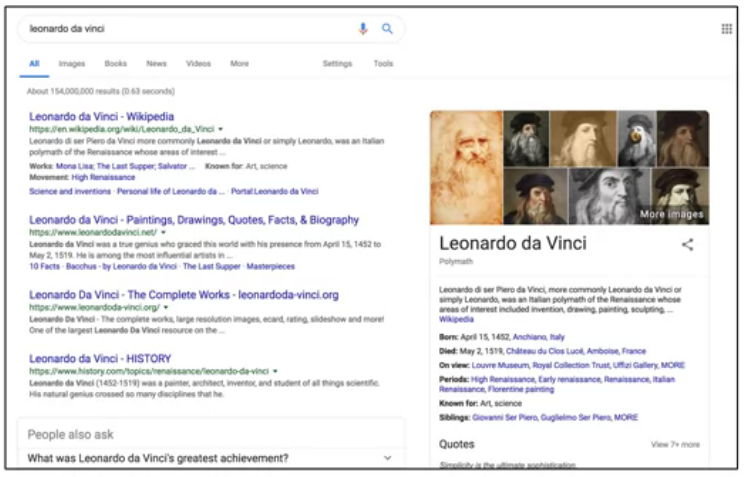 leonardo da vinci
All Images Books News Videos More Settings Tools
About 154,000,000 results (0.63 seconds)
Leonardo da Vinci - Wikipedia
https://en.wikipedia.org/wiki/Leonardo_da_Vinci
Leonardo di ser Piero da Vinci more commonly Leonardo da Vinci or simply Leonardo, was an Italian
polymath of the Renaissance whose areas of interest ...
Works: Mona Lisa; The Last Supper; Salvator ... Known for: Art, science
Movement: High Renaissance
Science and inventions · Personal life of Leonardo da ... · Portal:Leonardo da Vinci
Leonardo da Vinci - Paintings, Drawings, Quotes, Facts, & Biography
https://www.leonardodavinci.net/
Leonardo da Vinci was a true genius who graced this world with his presence from April 15, 1452 to
May 2, 1519. He is among the most influential artists in ...
10 Facts · Bacchus - by Leonardo da Vinci · The Last Supper · Masterpieces
Leonardo Da Vinci - The Complete Works - leonardoda-vinci.org
https://www.leonardoda-vinci.org/
Leonardo Da Vinci - The complete works, large resolution images, ecard, rating, slideshow and more!
One of the largest Leonardo Da Vinci resource on the ...
Leonardo da Vinci - HISTORY
https://www.history.com/topics/renaissance/leonardo-da-vinci
Leonardo da Vinci (1452-1519) was a painter, architect, inventor, and student of all things scientific.
His natural genius crossed so many disciplines that he.
People also ask
What was Leonardo da Vinci's greatest achievement?
More images
Leonardo da Vinci
Polymath
Leonardo di ser Piero da Vinci, more commonly Leonardo da Vinci or
simply Leonardo, was an Italian polymath of the Renaissance whose
areas of interest included invention, drawing, painting, sculpting, ...
Wikipedia
Born: April 15, 1452, Anchiano, Italy
Died: May 2, 1519, Château du Clos Lucé, Amboise, France
On view: Louvre Museum, Royal Collection Trust, Uffizi Gallery, MORE
Periods: High Renaissance, Early renaissance, Renaissance, Italian
Renaissance, Florentine painting
Known for: Art, science
Siblings: Giovanni Ser Piero, Guglielmo Ser Piero, MORE
Quotes View 7+ more
Simplicity is the ultimate sophistication.